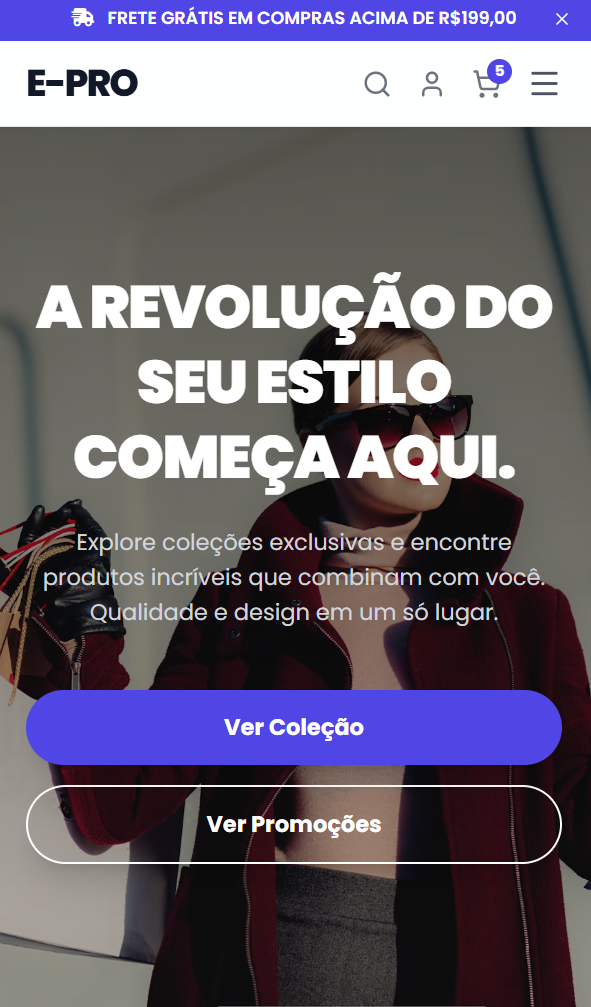 FRETE GRÁTIS EM COMPRAS ACIMA DE R$199,00
E-PRO
5
A REVOLUÇÃO DO
SEU ESTILO
COMEÇA AQUI.
Explore coleções exclusivas e encontre
produtos incríveis que combinam com você.
Qualidade e design em um só lugar.
Ver Coleção
Ver Promoções